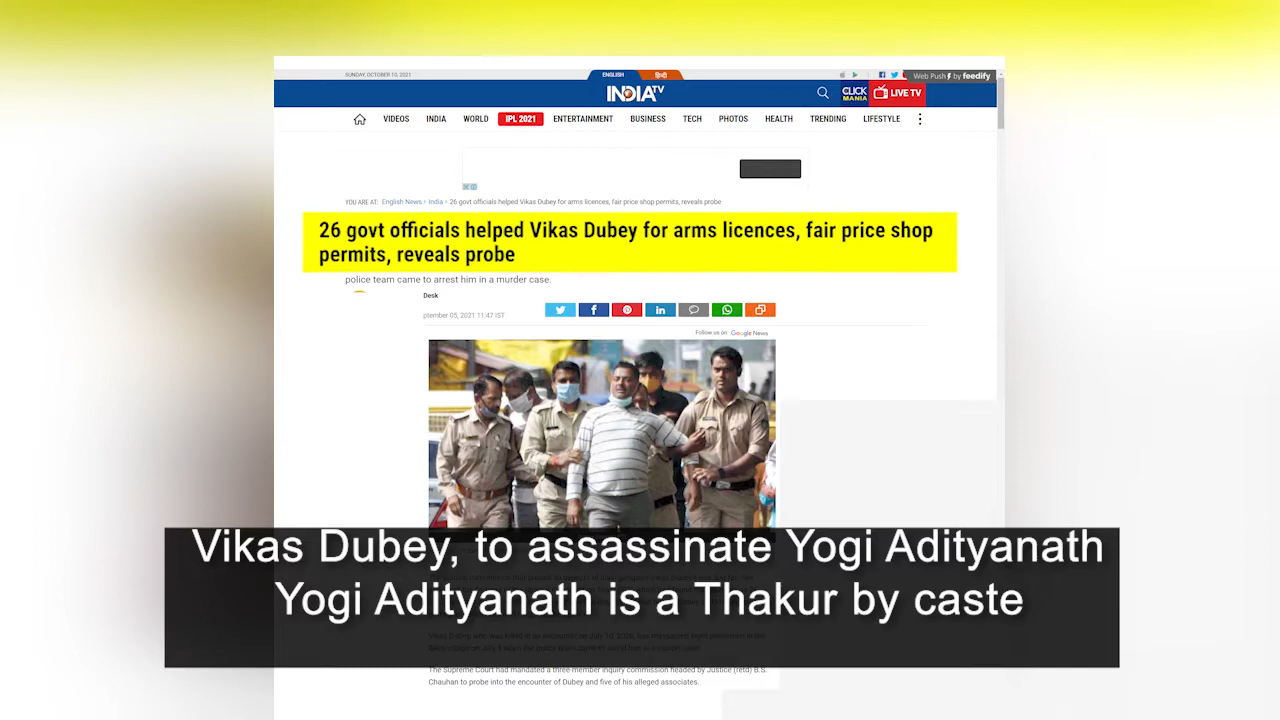 SUNDAY, OCTOBER 10, 2021
ENGLISH
हिन्दी
Web Push by feedify
INDIA TV
CLICK MANIA
LIVE TV
VIDEOS INDIA WORLD IPL 2021 ENTERTAINMENT BUSINESS TECH PHOTOS HEALTH TRENDING LIFESTYLE
YOU ARE AT: English News India 26 govt officials helped Vikas Dubey for arms licences, fair price shop permits, reveals probe
26 govt officials helped Vikas Dubey for arms licences, fair price shop
permits, reveals probe
police team came to arrest him in a murder case.
Desk
ptember 05, 2021 11:47 IST
Follow us on Google News
Vikas Dubey, to assassinate Yogi Adityanath
Yogi Adityanath is a Thakur by caste
The Supreme Court had mandated a three-member inquiry commission headed by Justice (retd) B.S.
Chauhan to probe into the encounter of Dubey and five of his alleged associates.